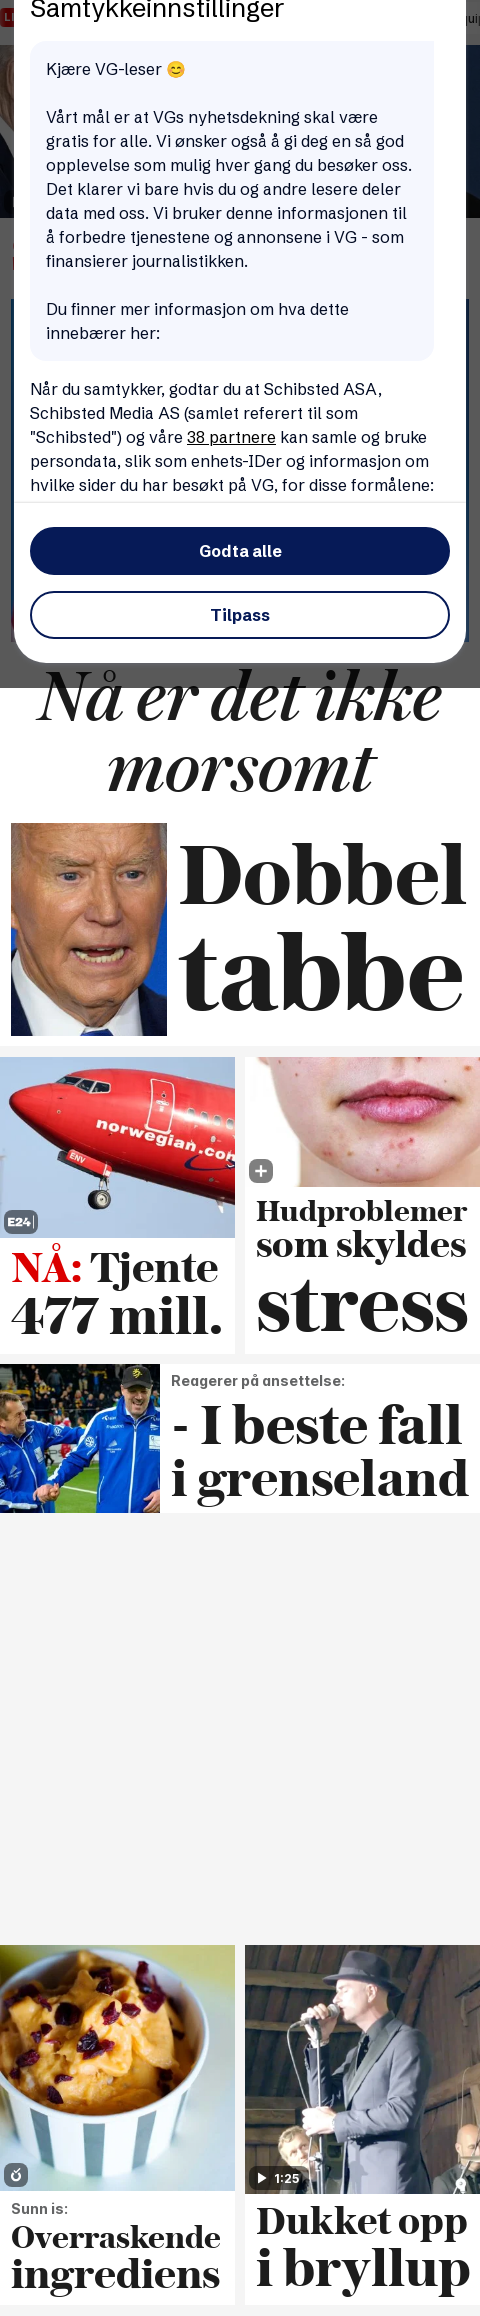 Samtykkeinnstillinger
Kjære VG-leser 😊
Vårt mål er at VGs nyhetsdekning skal være
gratis for alle. Vi ønsker også å gi deg en så god
opplevelse som mulig hver gang du besøker oss.
Det klarer vi bare hvis du og andre lesere deler
data med oss. Vi bruker denne informasjonen til
å forbedre tjenestene og annonsene i VG - som
finansierer journalistikken.
Du finner mer informasjon om hva dette
innebærer her:
Når du samtykker, godtar du at Schibsted ASA,
Schibsted Media AS (samlet referert til som
"Schibsted") og våre 38 partnere kan samle og bruke
persondata, slik som enhets-IDer og informasjon om
hvilke sider du har besøkt på VG, for disse formålene:
Godta alle
Tilpass
Nå er det ikke
morsomt
Dobbel
tabbe
norwegian.com
ENV
E24
NÅ: Tjente
477 mill.
Hudproblemer
som skyldes
stress
Reagerer på ansettelse:
- I beste fall
i grenseland
Sunn is:
Overraskende
ingrediens
1:25
Dukket opp
i bryllup